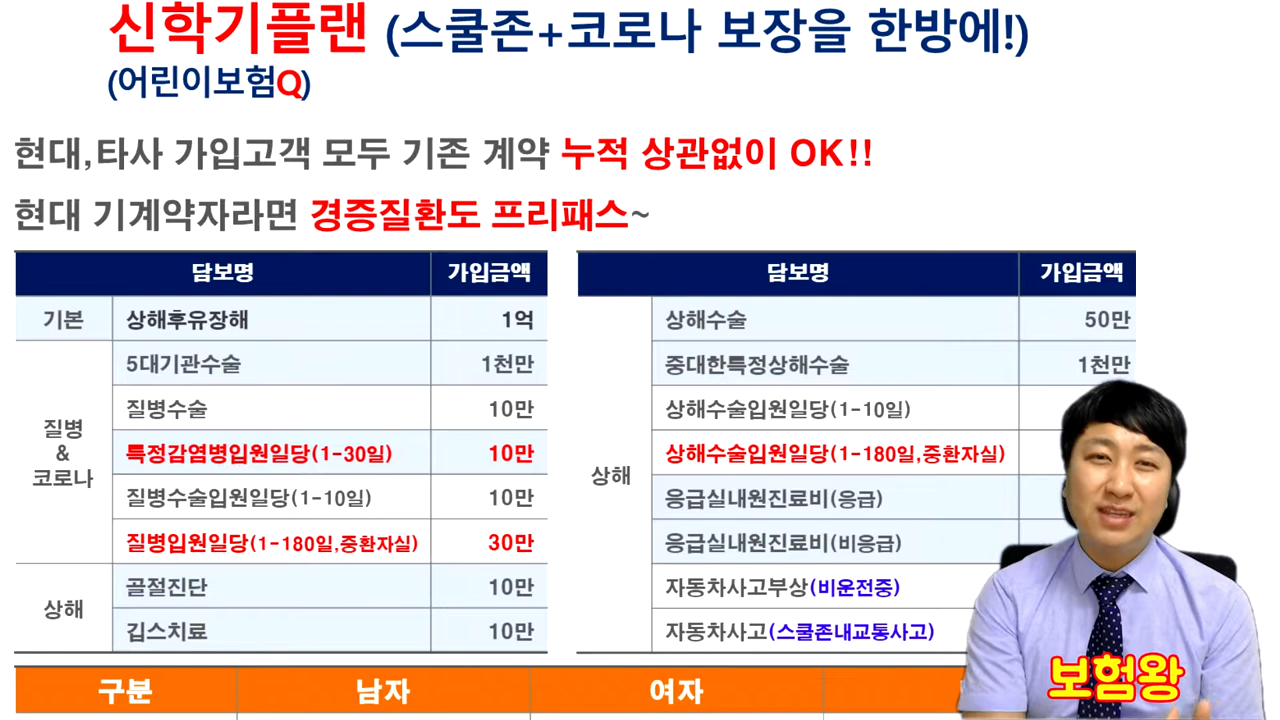 신학기플랜 (스쿨존+코로나 보장을 한방에!)
(어린이보험Q)
현대,타사 가입고객 모두 기존 계약 누적 상관없이 OK!!
현대 기계약자라면 경증질환도 프리패스~
담보명 가입금액
기본 상해후유장해 1억
질병
&
코로나
5대기관수술 1천만
질병수술 10만
특정감염병입원일당(1-30일) 10만
질병수술입원일당(1-10일) 10만
질병입원일당(1-180일,중환자실) 30만
상해
골절진단 10만
깁스치료 10만
담보명 가입금액
상해
상해수술 50만
중대한특정상해수술 1천만
상해수술입원일당(1-10일)
상해수술입원일당(1-180일,중환자실)
응급실내원진료비(응급)
응급실내원진료비(비응급)
자동차사고부상(비운전중)
자동차사고(스쿨존내교통사고)
구분 남자 여자
보험왕